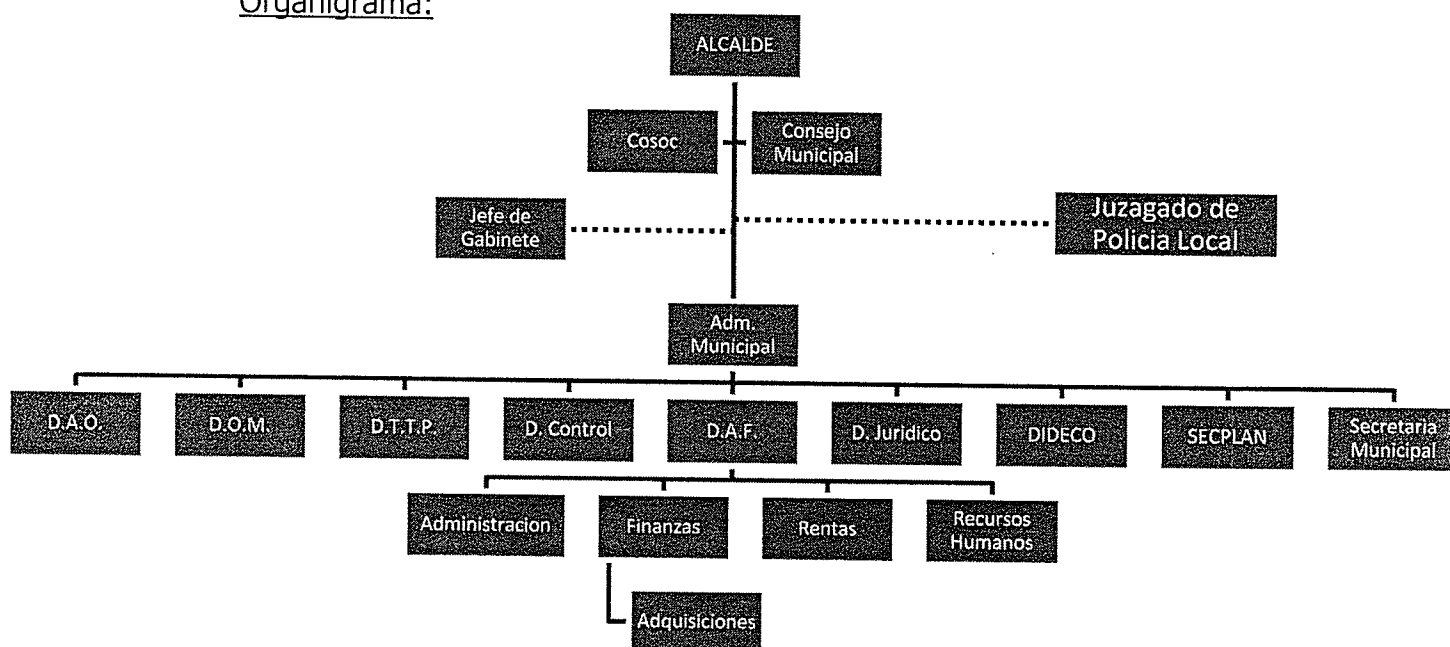 Organigrama:
ALCALDE
Cosoc
Consejo
Municipal
Jefe de
Gabinete
Juzagado de
Policia Local
Adm.
Municipal
D.A.O.
D.O.M.
D.T.T.P.
D. Control
D.A.F.
D. Juridico
DIDECO
SECPLAN
Secretaria
Municipal
Administracion
Finanzas
Rentas
Recursos
Humanos
Adquisiciones